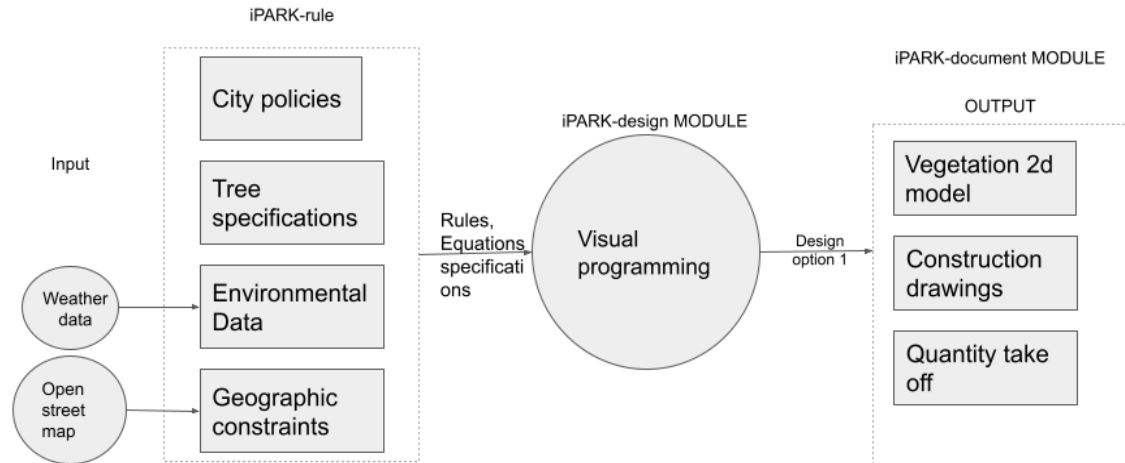 iPARK-rule
City policies
Tree
specifications
Environmental
Data
Geographic
constraints
Input
Weather
data
Open
street
map
Rules,
Equations
specificati
ons
iPARK-design MODULE
Visual
programming
Design
option 1
iPARK-document MODULE
OUTPUT
Vegetation 2d
model
Construction
drawings
Quantity take
off